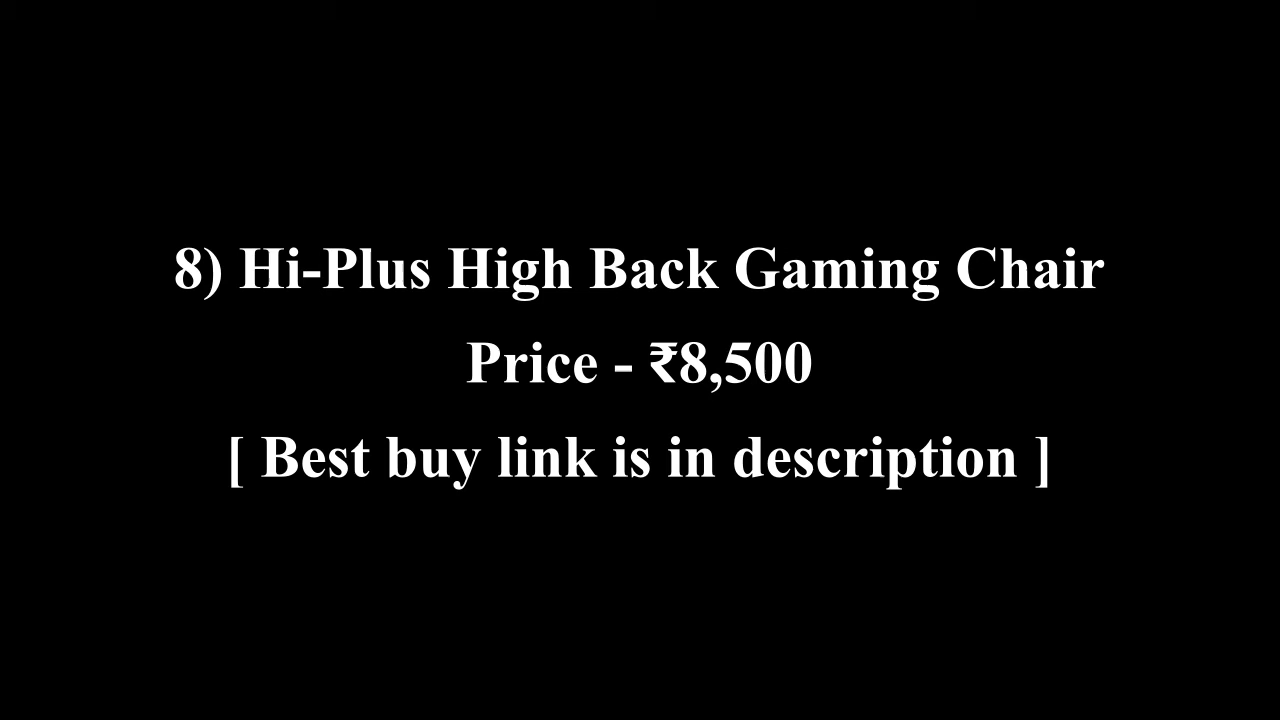 8) Hi-Plus High Back Gaming Chair
Price - ₹8,500
[ Best buy link is in description ]